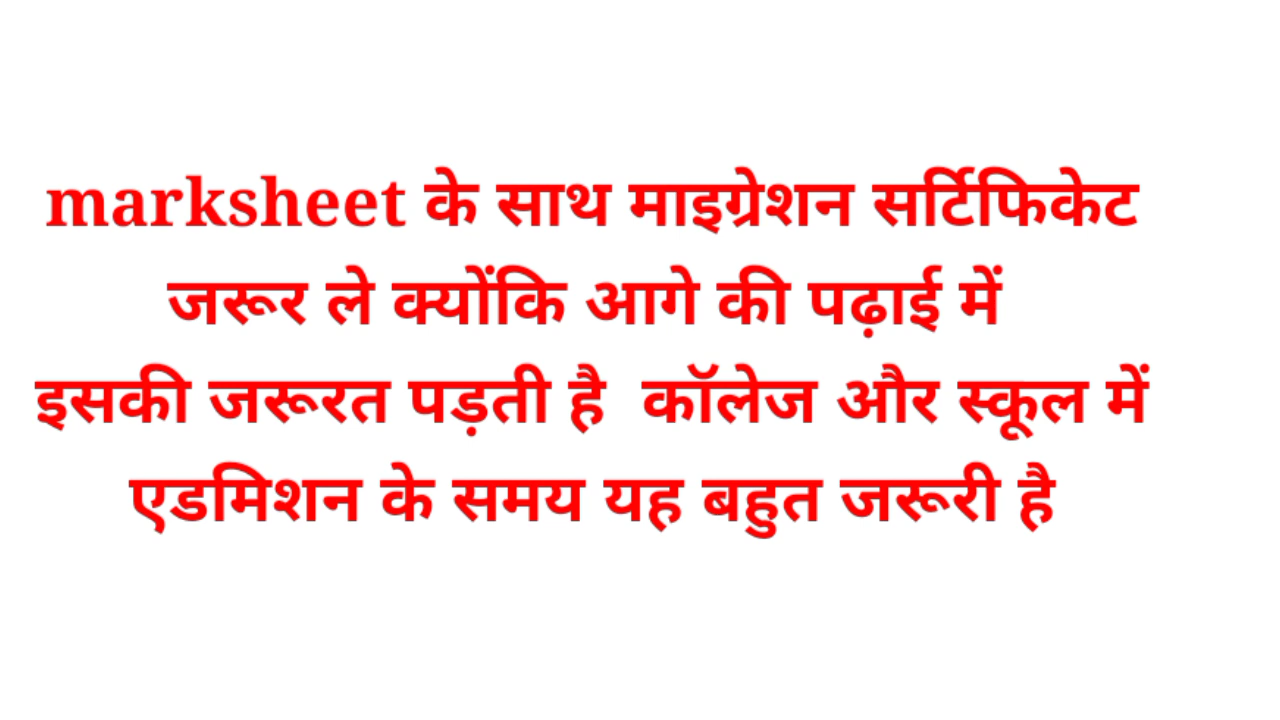 marksheet के साथ माइग्रेशन सर्टिफिकेट
जरूर ले क्योंकि आगे की पढ़ाई में
इसकी जरूरत पड़ती है कॉलेज और स्कूल में
एडमिशन के समय यह बहुत जरूरी है